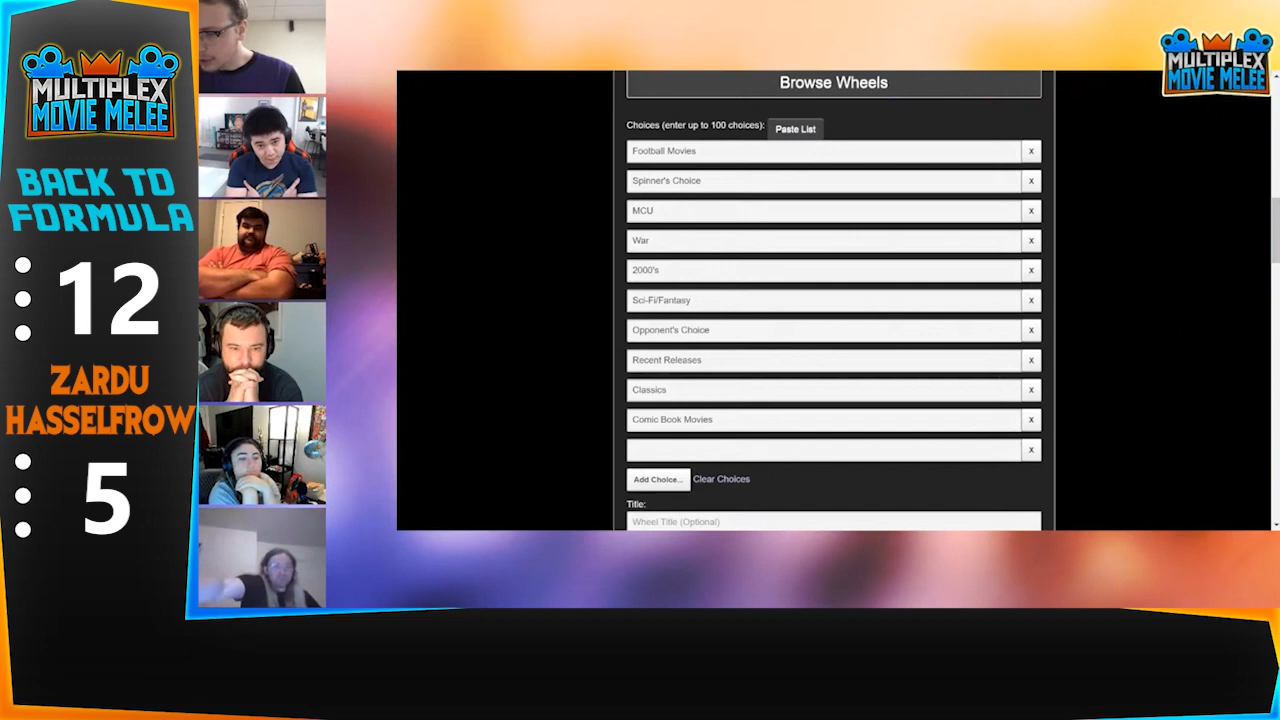 MULTIPLEX
MOVIE MELEE
BACK TO
FORMULA
12
ZARDU
HASSELFROW
5
Browse Wheels
Choices (enter up to 100 choices):
Paste List
Football Movies
x
Spinner's Choice
x
MCU
x
War
x
2000's
x
Sci-Fi/Fantasy
x
Opponent's Choice
x
Recent Releases
x
Classics
x
Comic Book Movies
x
x
Add Choice...
Clear Choices
Title:
Wheel Title (Optional)
MULTIPLEX
MOVIE MELEE